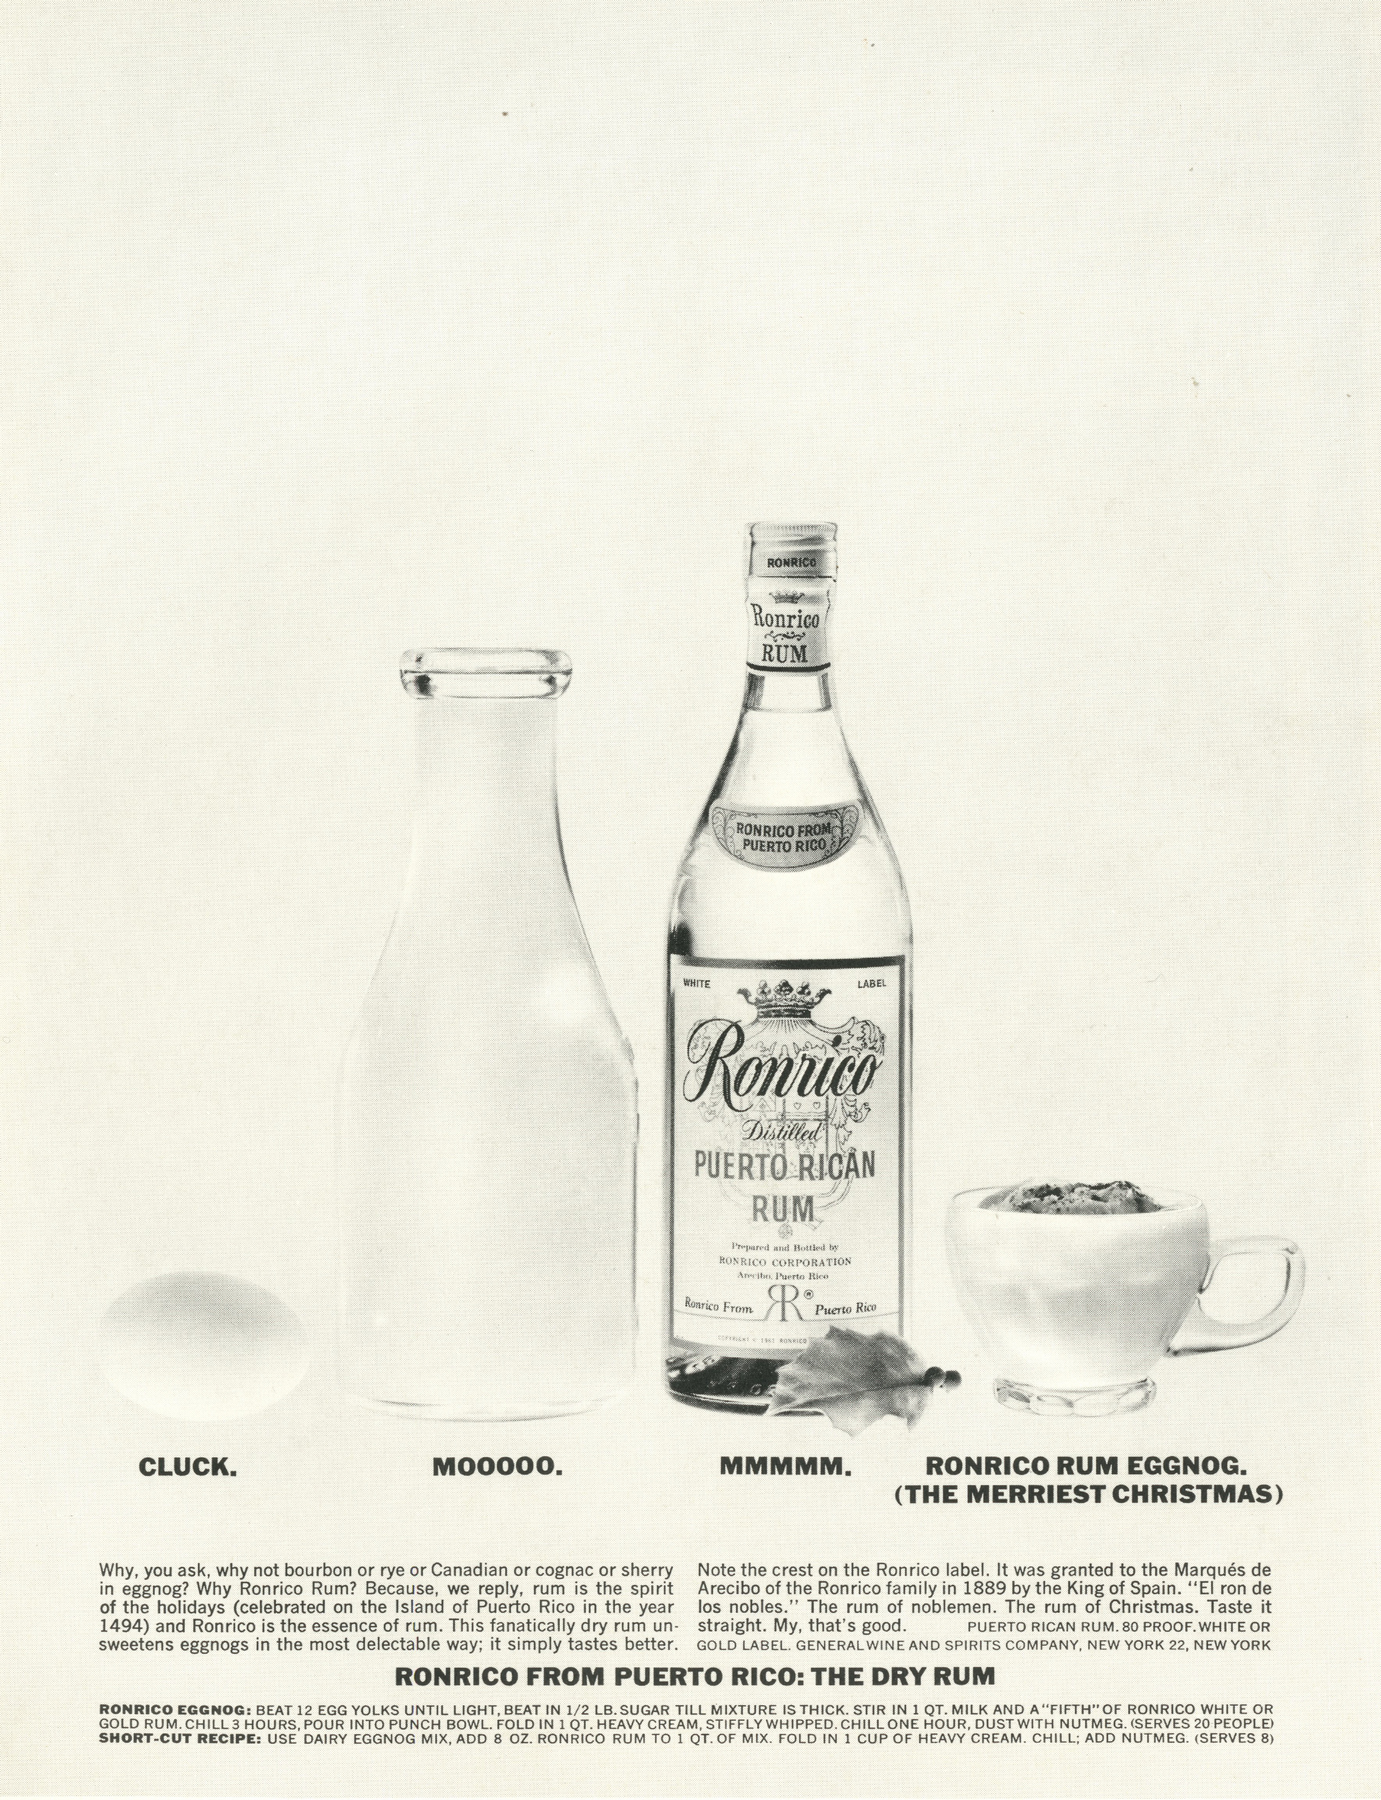 RONRICO
Ronrico
RUM
RONRICO FROM
PUERTO RICO
WHITE LABEL
Ronrico
Distilled
PUERTO RICAN
RUM
Prepared and Bottled by
RONRICO CORPORATION
Arecibo, Puerto Rico
Ronrico From RR ® Puerto Rico
CLUCK.
MOOOOO.
MMMMM.
RONRICO RUM EGGNOG.
(THE MERRIEST CHRISTMAS)
Why, you ask, why not bourbon or rye or Canadian or cognac or sherry
in eggnog? Why Ronrico Rum? Because, we reply, rum is the spirit
of the holidays (celebrated on the Island of Puerto Rico in the year
1494) and Ronrico is the essence of rum. This fanatically dry rum un-
sweetens eggnogs in the most delectable way; it simply tastes better.
Note the crest on the Ronrico label. It was granted to the Marqués de
Arecibo of the Ronrico family in 1889 by the King of Spain. "El ron de
los nobles." The rum of noblemen. The rum of Christmas. Taste it
straight. My, that's good. PUERTO RICAN RUM. 80 PROOF. WHITE OR
GOLD LABEL. GENERAL WINE AND SPIRITS COMPANY, NEW YORK 22, NEW YORK
RONRICO FROM PUERTO RICO: THE DRY RUM
RONRICO EGGNOG: BEAT 12 EGG YOLKS UNTIL LIGHT, BEAT IN 1/2 LB. SUGAR TILL MIXTURE IS THICK. STIR IN 1 QT. MILK AND A "FIFTH" OF RONRICO WHITE OR
GOLD RUM. CHILL 3 HOURS, POUR INTO PUNCH BOWL. FOLD IN 1 QT. HEAVY CREAM, STIFFLY WHIPPED. CHILL ONE HOUR, DUST WITH NUTMEG. (SERVES 20 PEOPLE)
SHORT-CUT RECIPE: USE DAIRY EGGNOG MIX, ADD 8 OZ. RONRICO RUM TO 1 QT. OF MIX. FOLD IN 1 CUP OF HEAVY CREAM. CHILL; ADD NUTMEG. (SERVES 8)